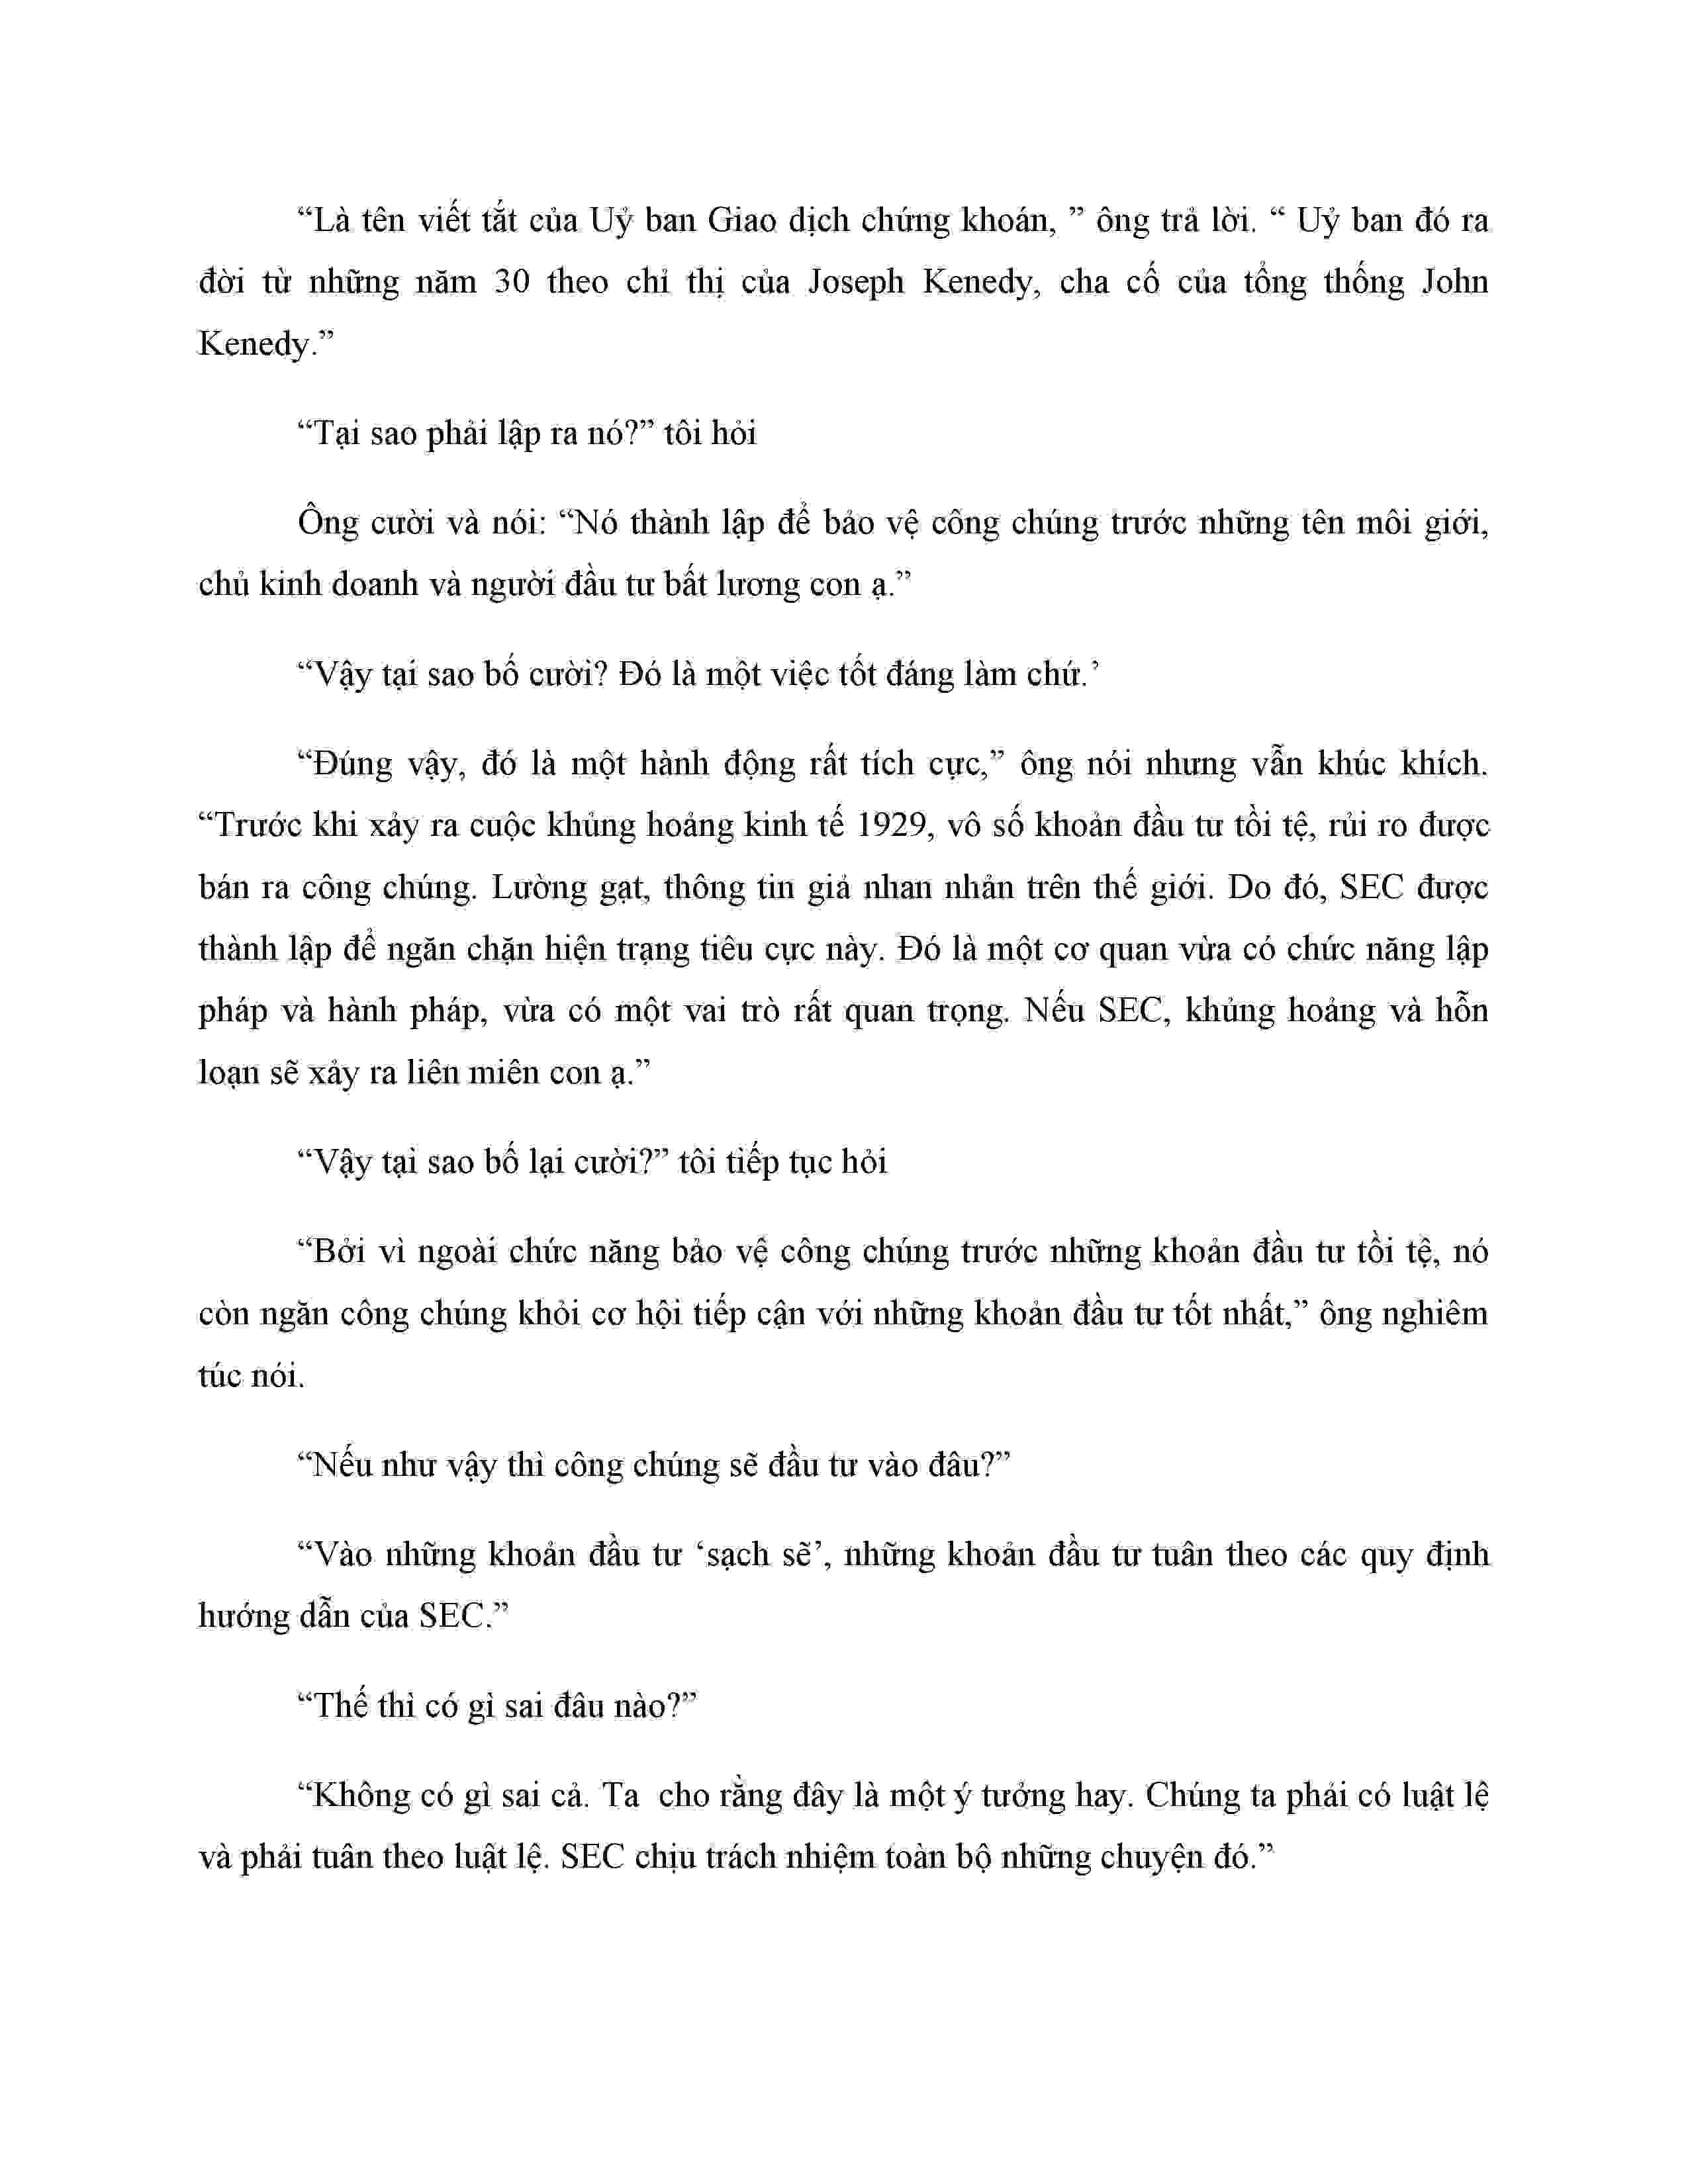 “Là tên viết tắt của Uỷ ban Giao dịch chứng khoán, ” ông trả lời. “ Uỷ ban đó ra
đời từ những năm 30 theo chỉ thị của Joseph Kenedy, cha cố của tổng thống John
Kenedy.”
“Tại sao phải lập ra nó?” tôi hỏi
Ông cười và nói: “Nó thành lập để bảo vệ công chúng trước những tên môi giới,
chủ kinh doanh và người đầu tư bất lương con ạ.”
“Vậy tại sao bố cười? Đó là một việc tốt đáng làm chứ.’
“Đúng vậy, đó là một hành động rất tích cực,” ông nói nhưng vẫn khúc khích.
“Trước khi xảy ra cuộc khủng hoảng kinh tế 1929, vô số khoản đầu tư tồi tệ, rủi ro được
bán ra công chúng. Lường gạt, thông tin giả nhan nhản trên thế giới. Do đó, SEC được
thành lập để ngăn chặn hiện trạng tiêu cực này. Đó là một cơ quan vừa có chức năng lập
pháp và hành pháp, vừa có một vai trò rất quan trọng. Nếu SEC, khủng hoảng và hỗn
loạn sẽ xảy ra liên miên con ạ.”
“Vậy tại sao bố lại cười?” tôi tiếp tục hỏi
“Bởi vì ngoài chức năng bảo vệ công chúng trước những khoản đầu tư tồi tệ, nó
còn ngăn công chúng khỏi cơ hội tiếp cận với những khoản đầu tư tốt nhất,” ông nghiêm
túc nói.
“Nếu như vậy thì công chúng sẽ đầu tư vào đâu?”
“Vào những khoản đầu tư ‘sạch sẽ’, những khoản đầu tư tuân theo các quy định
hướng dẫn của SEC.”
“Thế thì có gì sai đâu nào?”
“Không có gì sai cả. Ta  cho rằng đây là một ý tưởng hay. Chúng ta phải có luật lệ
và phải tuân theo luật lệ. SEC chịu trách nhiệm toàn bộ những chuyện đó.”